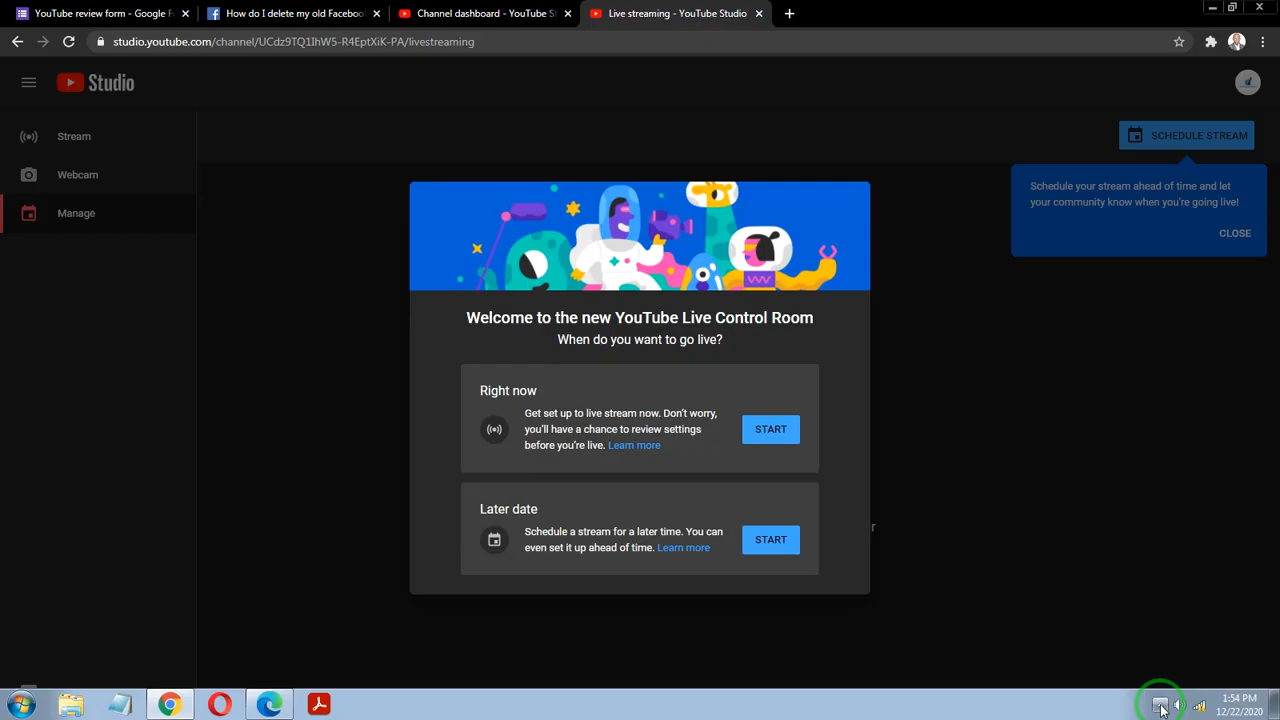 YouTube review form - Google F
How do I delete my old Faceboo
Channel dashboard - YouTube St
Live streaming - YouTube Studio
studio.youtube.com/channel/UCdz9TQ1IhW5-R4EptXiK-PA/livestreaming
Studio
Stream
Webcam
Manage
SCHEDULE STREAM
Schedule your stream ahead of time and let
your community know when you're going live!
CLOSE
Welcome to the new YouTube Live Control Room
When do you want to go live?
Right now
Get set up to live stream now. Don't worry,
you'll have a chance to review settings
before you're live. Learn more
START
Later date
Schedule a stream for a later time. You can
even set it up ahead of time. Learn more
START
r
1:54 PM
12/22/2020